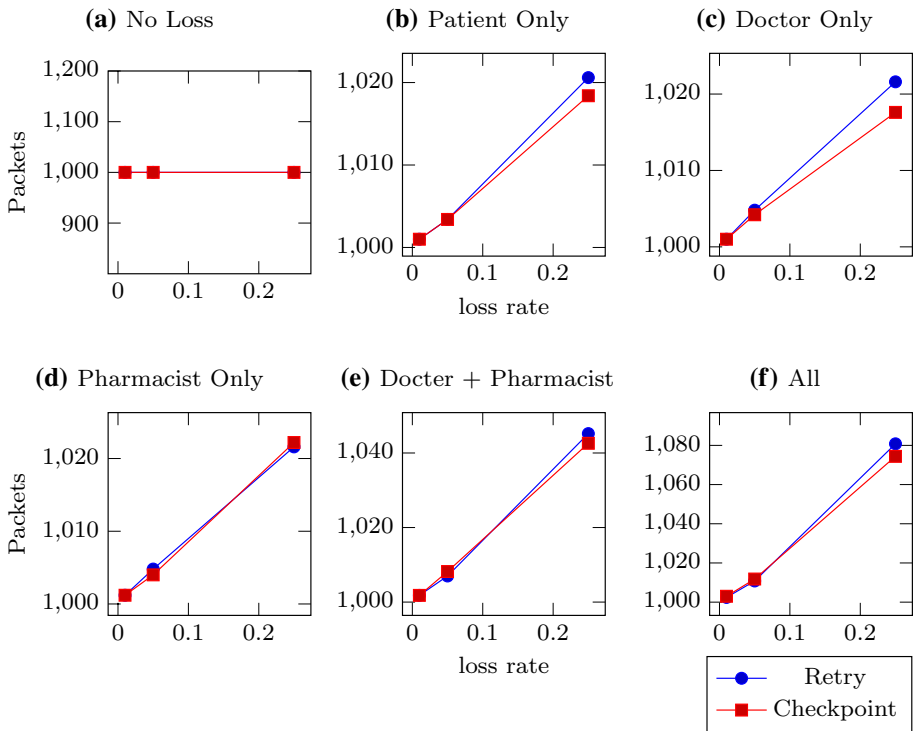 (a) No Loss
1,200
1,100
1,000
900
Packets
0 0.1 0.2
(b) Patient Only
1,020
1,010
1,000
0 0.1 0.2
loss rate
(c) Doctor Only
1,020
1,010
1,000
0 0.1 0.2
(d) Pharmacist Only
1,020
1,010
1,000
Packets
0 0.1 0.2
(e) Docter + Pharmacist
1,040
1,020
1,000
0 0.1 0.2
loss rate
(f) All
1,080
1,060
1,040
1,020
1,000
0 0.1 0.2
Retry
Checkpoint